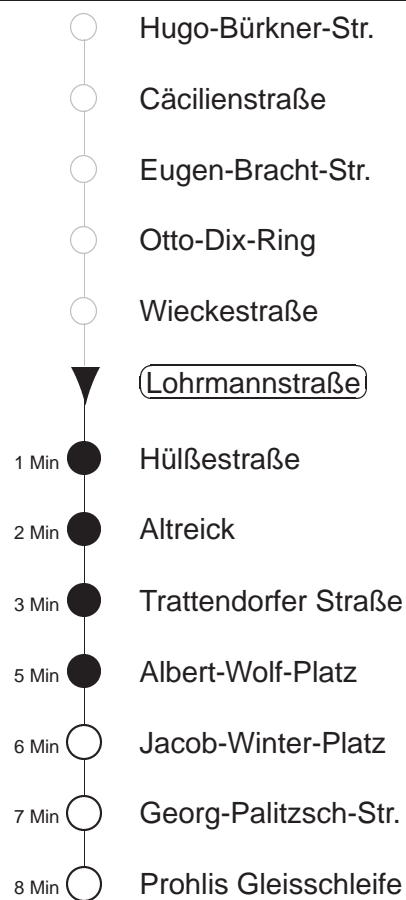 Hugo-Bürkner-Str.
Cäcilienstraße
Eugen-Bracht-Str.
Otto-Dix-Ring
Wieckestraße
Lohrmannstraße
1 Min Hülßestraße
2 Min Altreick
3 Min Trattendorfer Straße
5 Min Albert-Wolf-Platz
6 Min Jacob-Winter-Platz
7 Min Georg-Palitzsch-Str.
8 Min Prohlis Gleisschleife